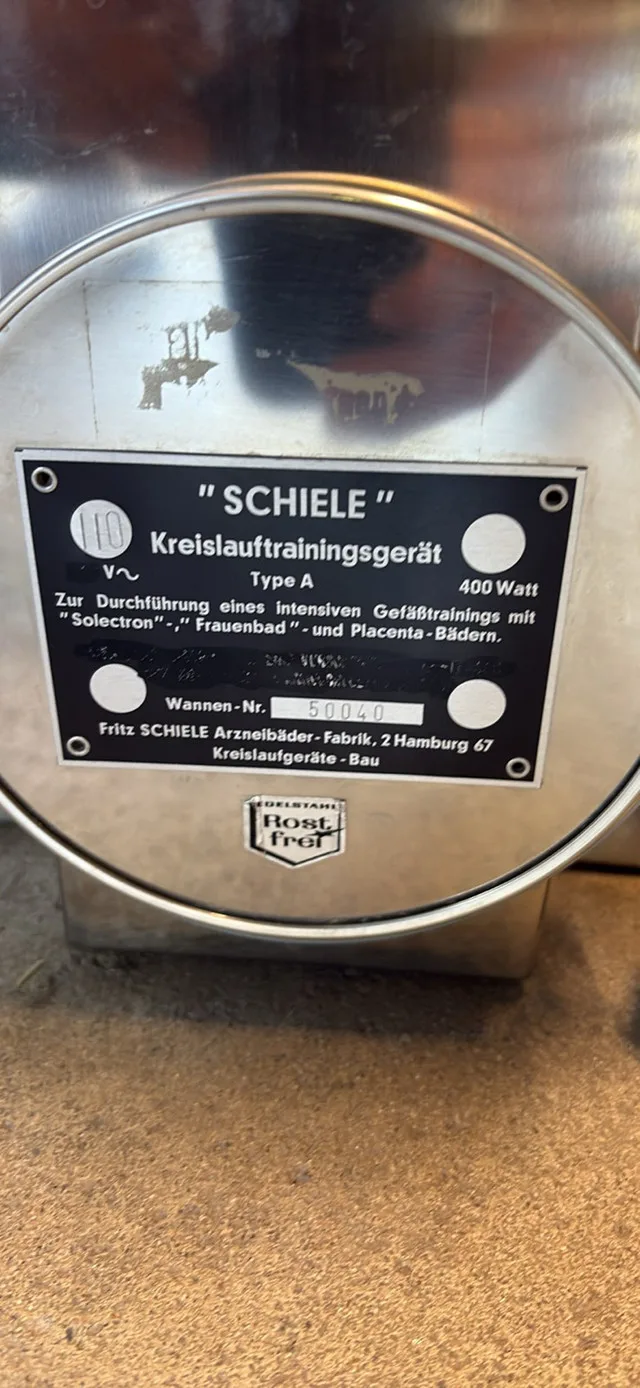 " SCHIELE "
110
Kreislauftrainingsgerät
V~
Type A
400 Watt
Zur Durchführung eines intensiven Gefäßtrainings mit
"Solectron"-," Frauenbad "- und Placenta-Bädern.
Wannen-Nr. 50040
Fritz SCHIELE Arzneibäder-Fabrik, 2 Hamburg 67
Kreislaufgeräte-Bau
EDELSTAHL
Rost
frei